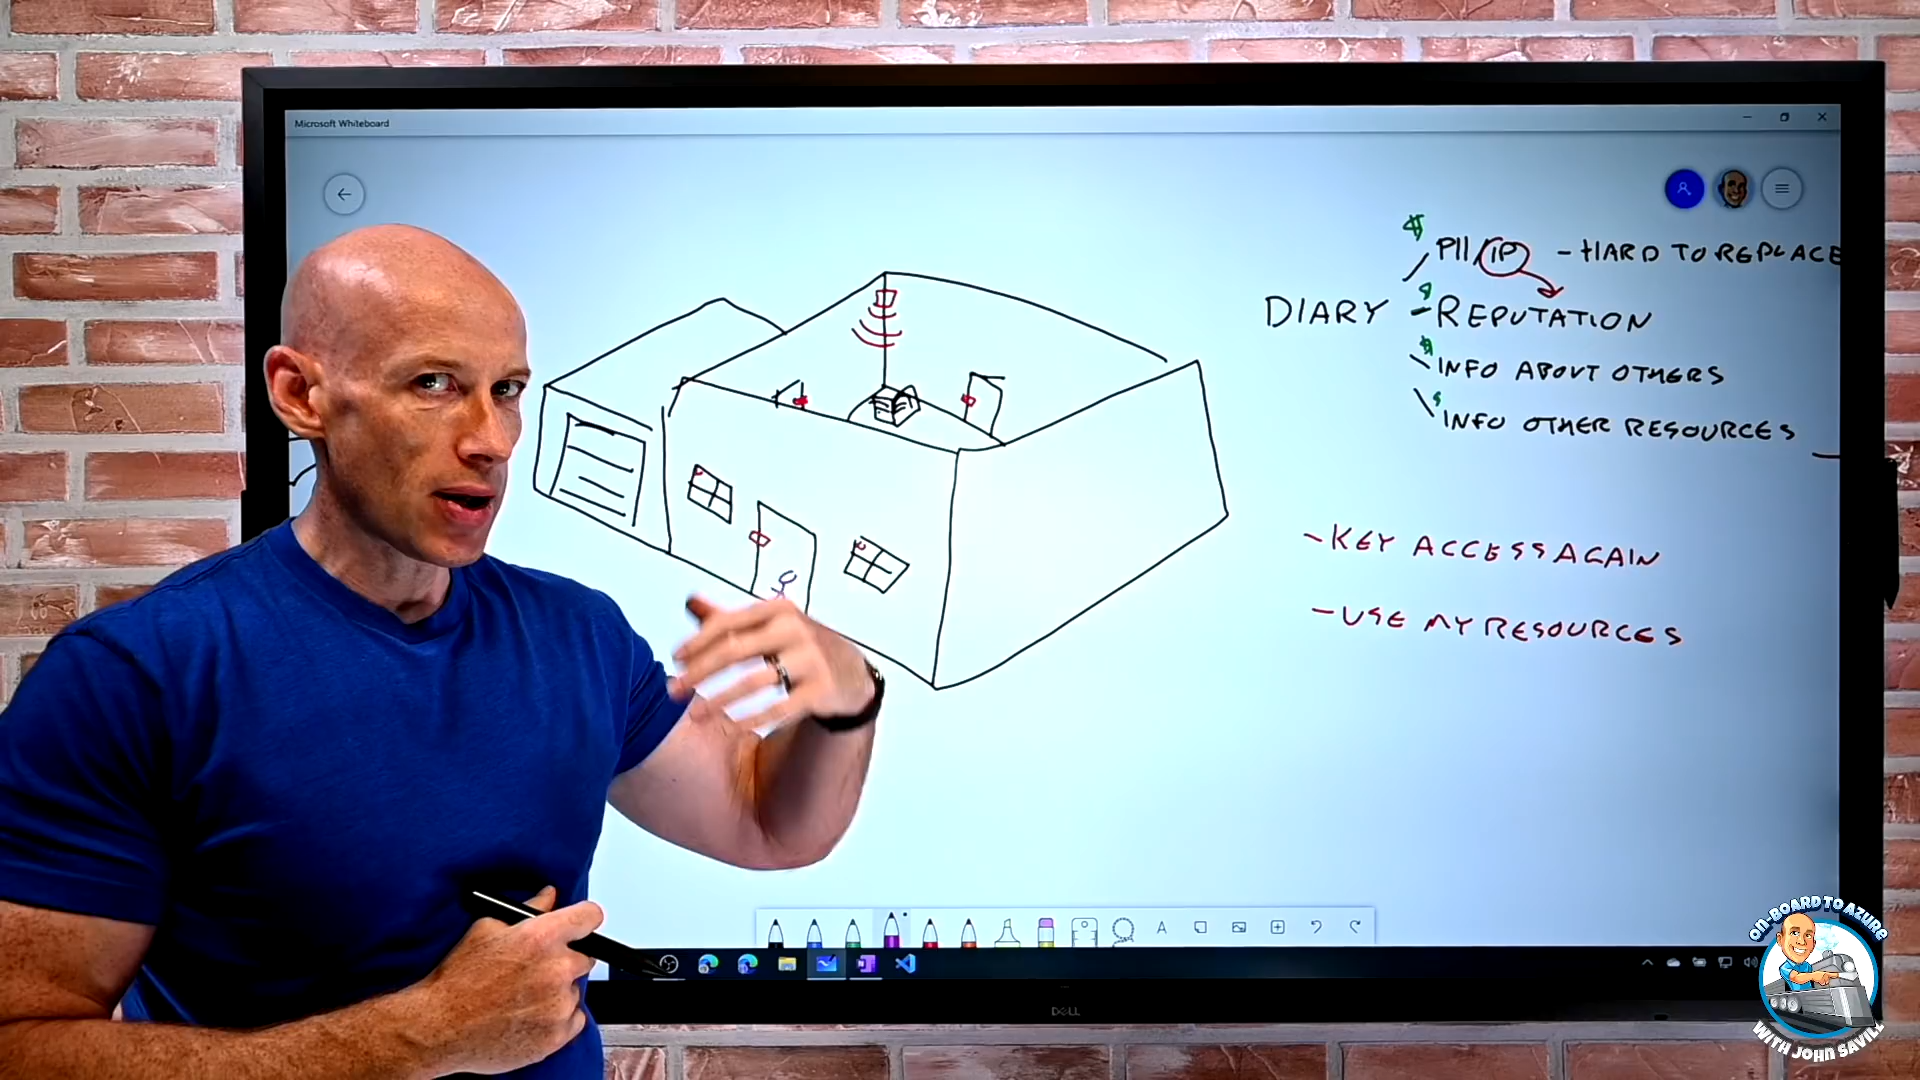 Microsoft Whiteboard
PII/IP - HARD TO REPLACE
DIARY - REPUTATION
INFO ABOUT OTHERS
INFO OTHER RESOURCES
- KEY ACCESS AGAIN
- USE MY RESOURCES
A
DELL
ON-BOARD TO AZURE
WITH JOHN SAVILL